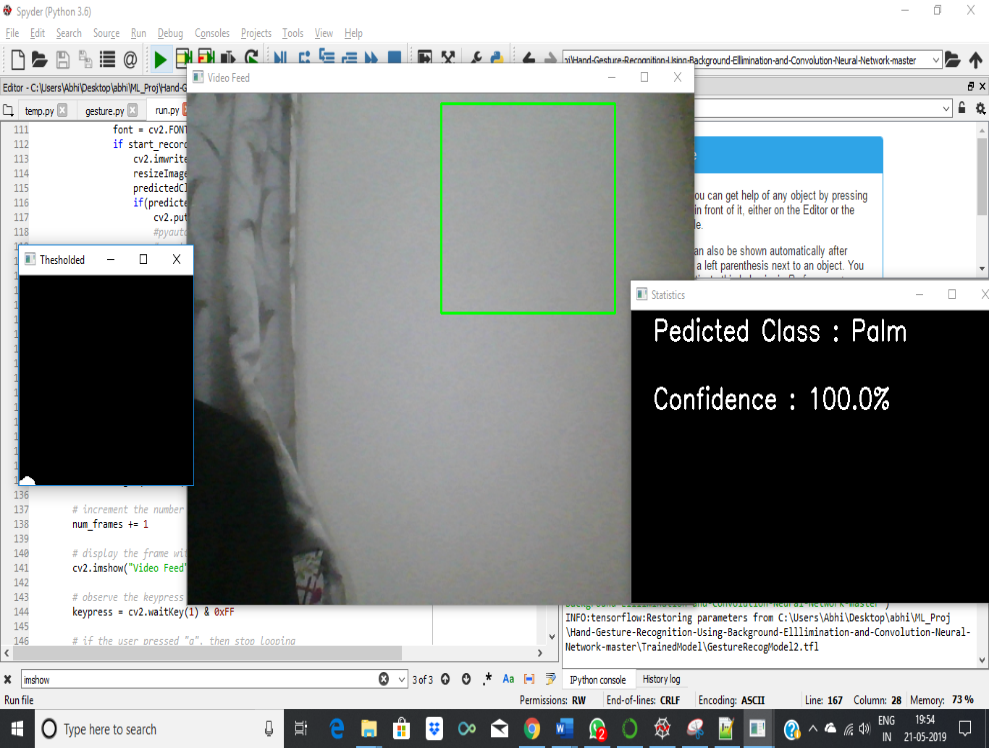 Spyder (Python 3.6)
File Edit Search Source Run Debug Consoles Projects Tools View Help
\Hand-Gesture-Recognition-Using-Background-Ellimination-and-Convolution-Neural-Network-master
Editor - C:\Users\Abhi\Desktop\abhi\ML_Proj\Hand-G
temp.py gesture.py run.py
Video Feed
111 font = cv2.FONT
112 if start_record
113 cv2.imwrite
114 resizeImage
115 predictedCl
116 if(predicte
117 cv2.put
118 #pyauto
ou can get help of any object by pressing
in front of it, either on the Editor or the
le.
an also be shown automatically after
a left parenthesis next to an object. You
Thesholded
Statistics
Pedicted Class : Palm
Confidence : 100.0%
136
137 # increment the number
138 num_frames += 1
139
140 # display the frame wit
141 cv2.imshow("Video Feed"
142
143 # observe the keypress
144 keypress = cv2.waitKey(1) & 0xFF
145
146 # if the user pressed "q", then stop looping
INFO:tensorflow:Restoring parameters from C:\Users\Abhi\Desktop\abhi\ML_Proj
\Hand-Gesture-Recognition-Using-Background-Elllimination-and-Convolution-Neural-
Network-master\TrainedModel\GestureRecogModel2.tfl
imshow 3 of 3 Aa
IPython console History log
Run file Permissions: RW End-of-lines: CRLF Encoding: ASCII Line: 167 Column: 28 Memory: 73 %
Type here to search
2
ENG
IN
19:54
21-05-2019